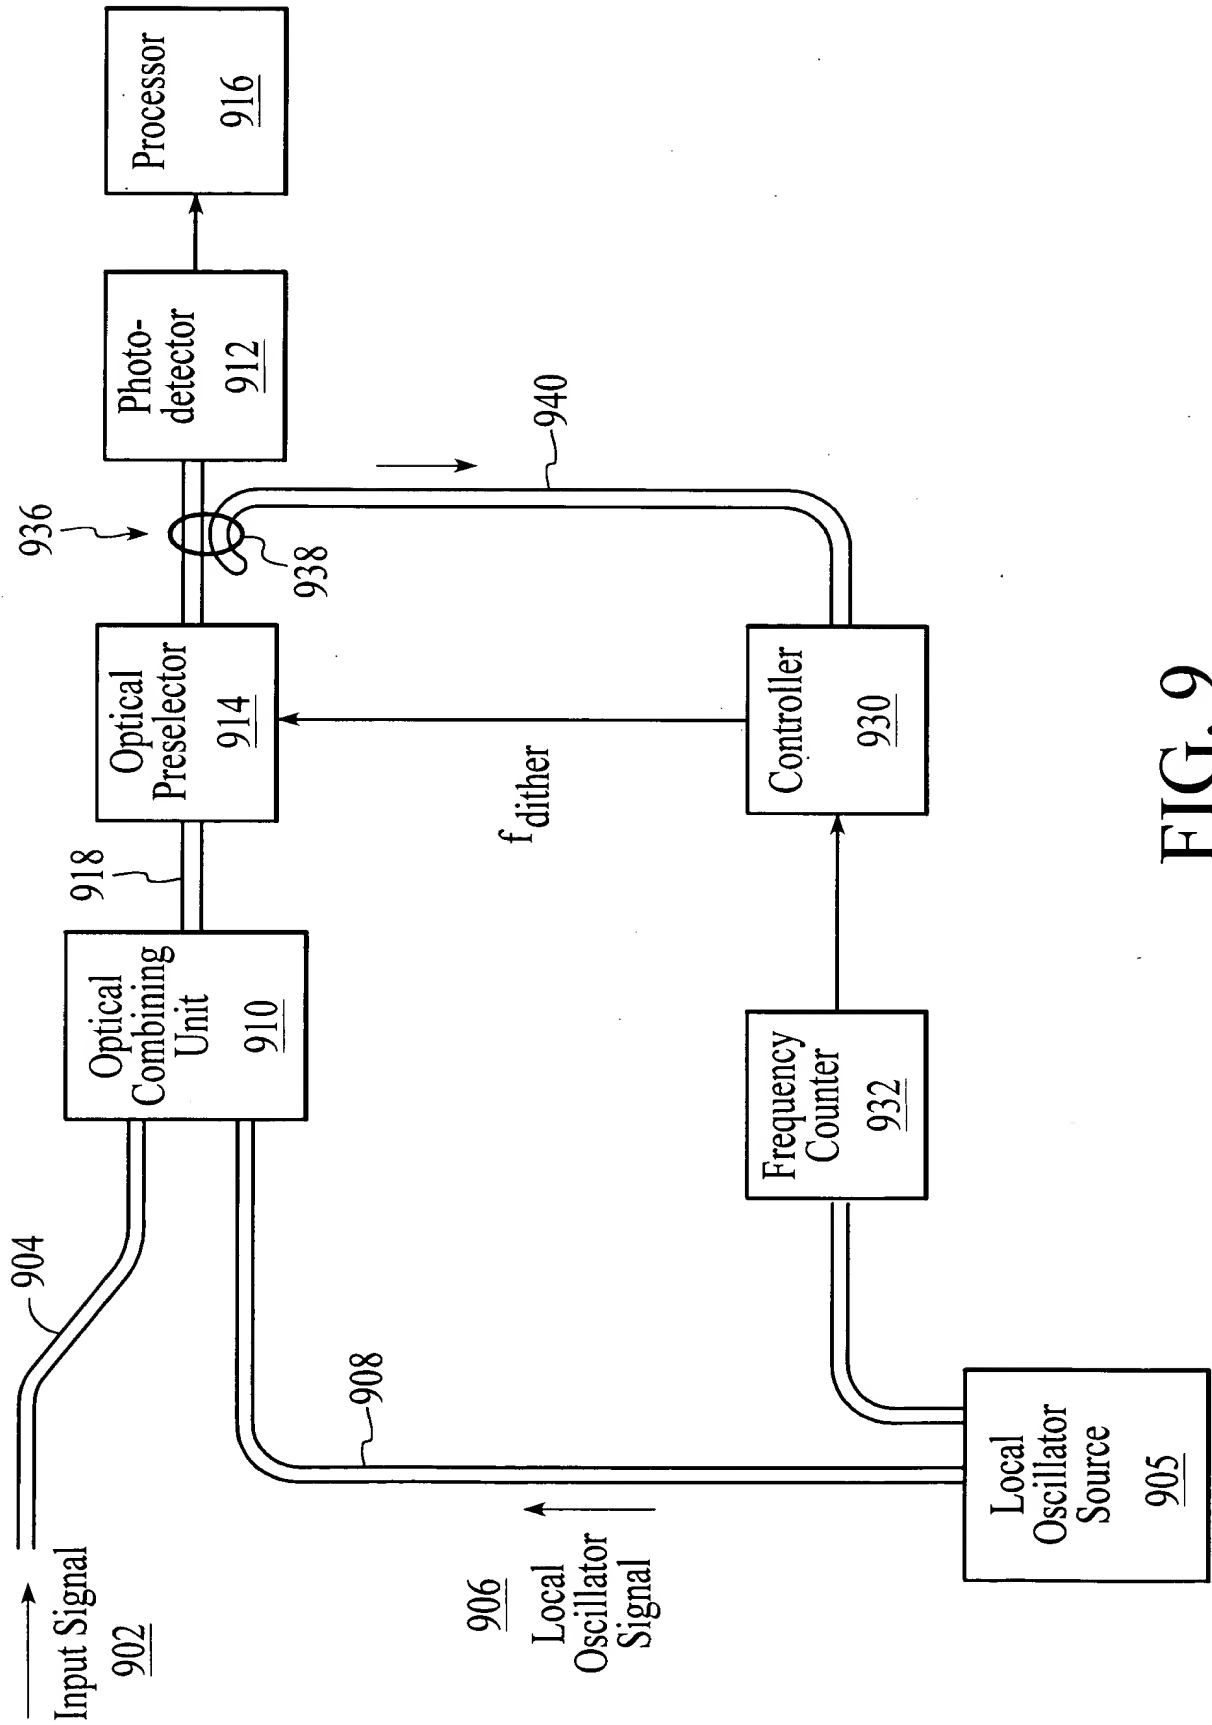 Input Signal
902
904
906
Local
Oscillator
Signal
908
Local
Oscillator
Source
905
Optical
Combining
Unit
910
918
Optical
Preselector
914
936
938
Photo-
detector
912
Processor
916
940
f dither
Frequency
Counter
932
Controller
930
FIG. 9